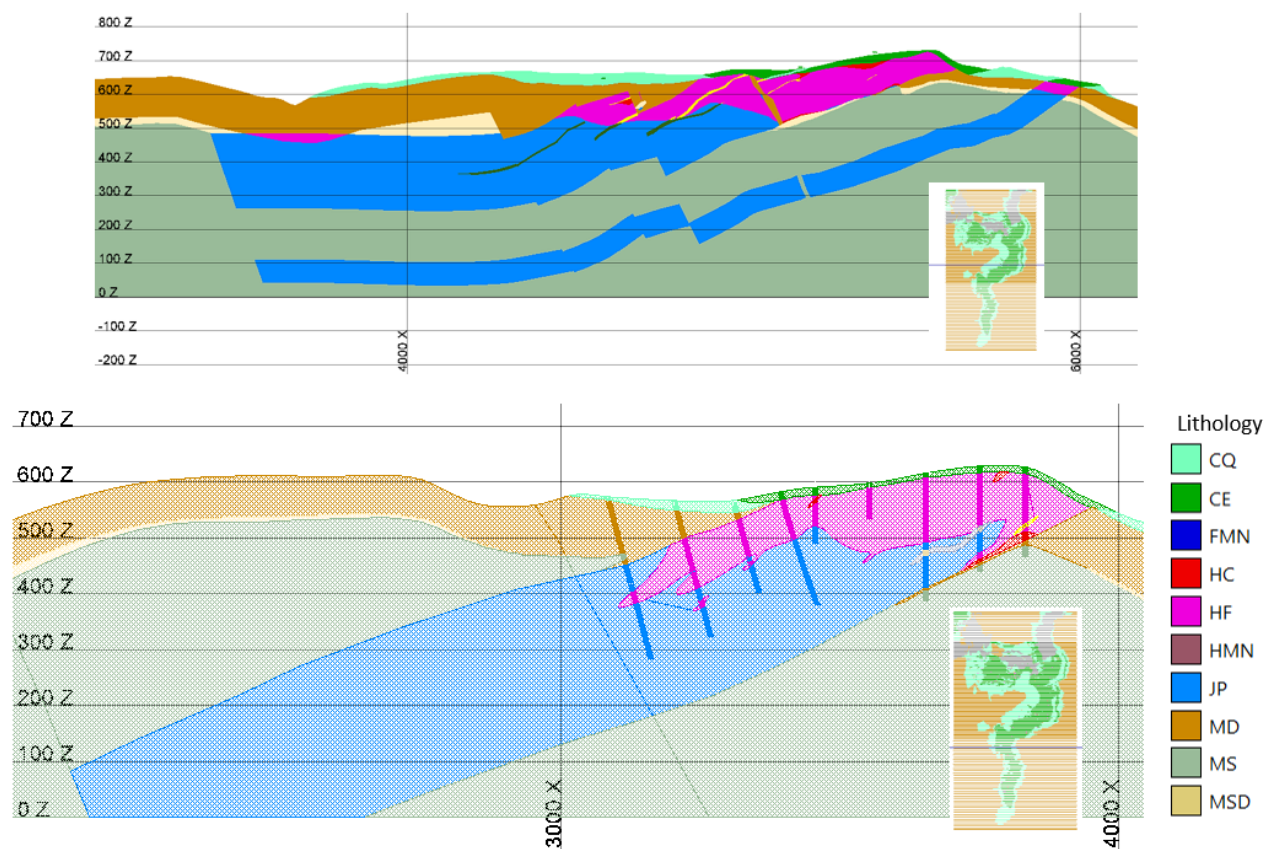 800 Z
700 Z
600 Z
500 Z
400 Z
300 Z
200 Z
100 Z
0 Z
-100 Z
-200 Z
4000 X
6000 X
700 Z
600 Z
500 Z
400 Z
300 Z
200 Z
100 Z
0 Z
3000 X
4000 X
Lithology
CQ
CE
FMN
HC
HF
HMN
JP
MD
MS
MSD